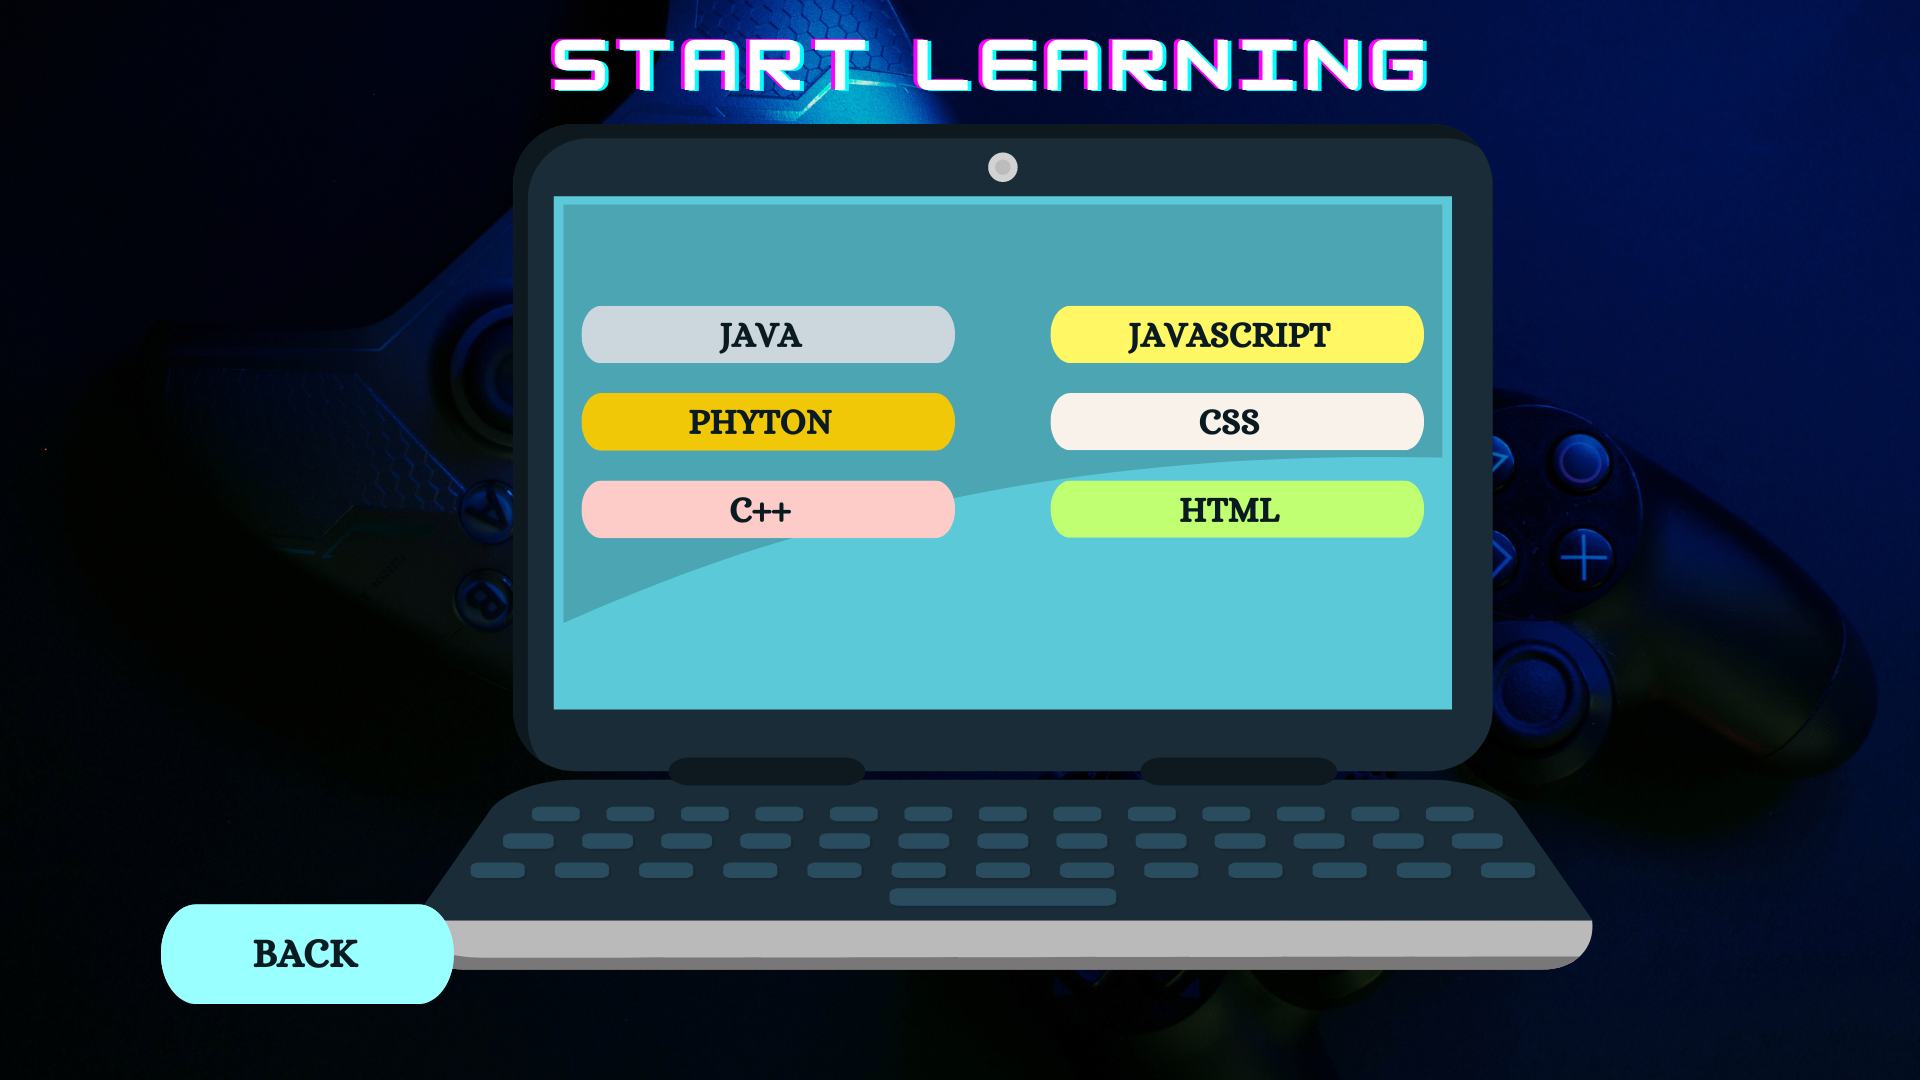 START LEARNING
JAVA
JAVASCRIPT
PHYTON
CSS
C++
HTML
A
B
BACK